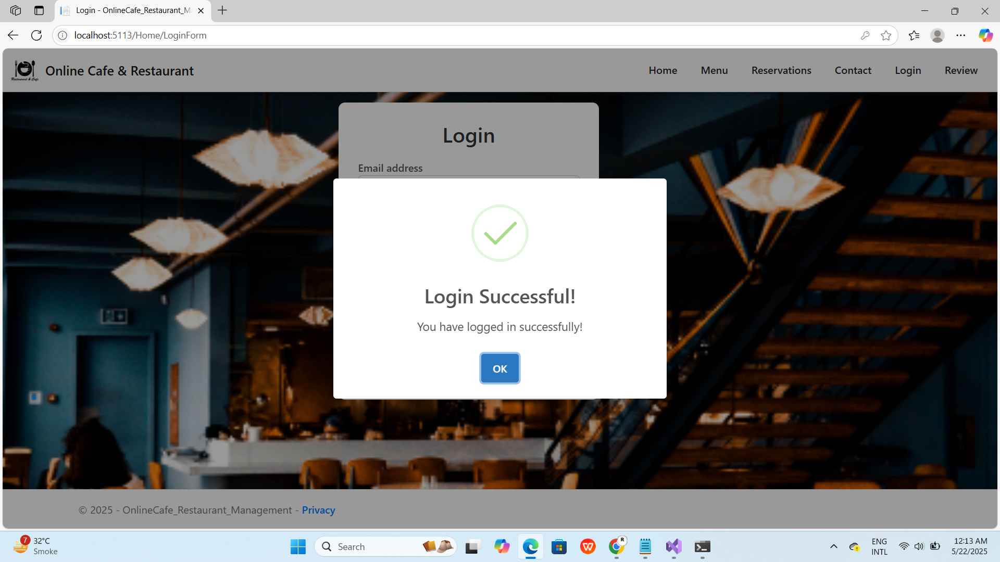 Login - OnlineCafe_Restaurant_M
localhost:5113/Home/LoginForm
Restaurant & Cafe
Online Cafe & Restaurant
Home
Menu
Reservations
Contact
Login
Review
Login
Email address
Login Successful!
You have logged in successfully!
OK
© 2025 - OnlineCafe_Restaurant_Management - Privacy
7
32°C
Smoke
Search
W
R
ENG
INTL
12:13 AM
5/22/2025